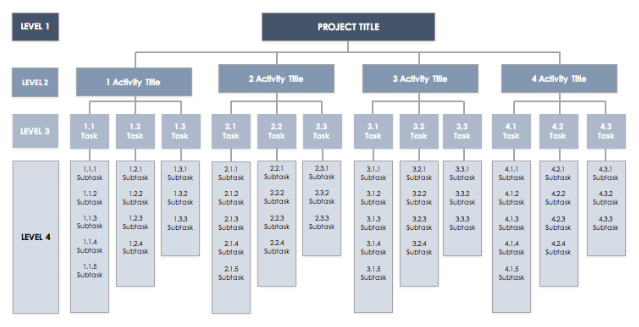 LEVEL 1
PROJECT TITLE
LEVEL 2
1 Activity Title
2 Activity Title
3 Activity Title
4 Activity Title
LEVEL 3
1.1
Task
1.2
Task
1.3
Task
2.1
Task
2.2
Task
2.3
Task
3.1
Task
3.2
Task
3.3
Task
4.1
Task
4.2
Task
4.3
Task
LEVEL 4
1.1.1
Subtask
1.1.2
Subtask
1.1.3
Subtask
1.1.4
Subtask
1.1.5
Subtask
1.2.1
Subtask
1.2.2
Subtask
1.2.3
Subtask
1.2.4
Subtask
1.3.1
Subtask
1.3.2
Subtask
1.3.3
Subtask
2.1.1
Subtask
2.1.2
Subtask
2.1.3
Subtask
2.1.4
Subtask
2.1.5
Subtask
2.2.1
Subtask
2.2.2
Subtask
2.2.3
Subtask
2.2.4
Subtask
2.3.1
Subtask
2.3.2
Subtask
2.3.3
Subtask
3.1.1
Subtask
3.1.2
Subtask
3.1.3
Subtask
3.1.4
Subtask
3.1.5
Subtask
3.2.1
Subtask
3.2.2
Subtask
3.2.3
Subtask
3.2.4
Subtask
3.3.1
Subtask
3.3.2
Subtask
3.3.3
Subtask
4.1.1
Subtask
4.1.2
Subtask
4.1.3
Subtask
4.1.4
Subtask
4.1.5
Subtask
4.2.1
Subtask
4.2.2
Subtask
4.2.3
Subtask
4.2.4
Subtask
4.3.1
Subtask
4.3.2
Subtask
4.3.3
Subtask